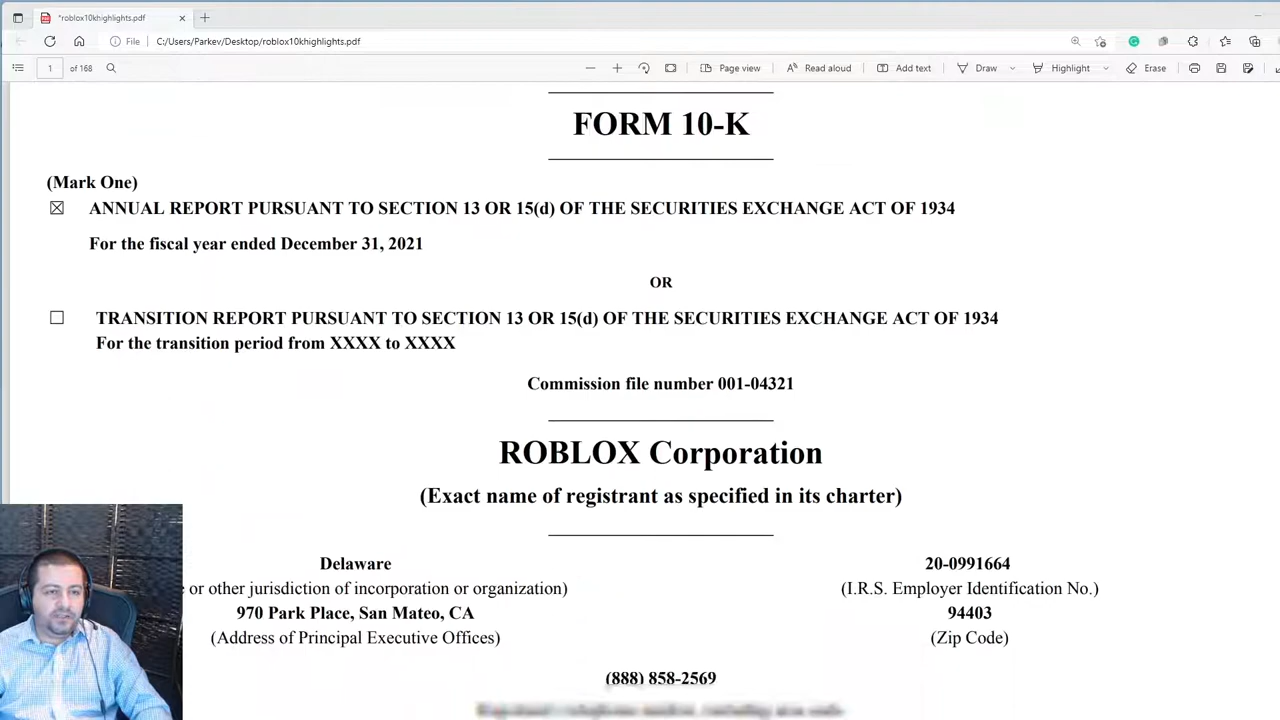 *roblox10khighlights.pdf
File C:/Users/Parkev/Desktop/roblox10khighlights.pdf
1 of 168 Page view Read aloud Add text Draw Highlight Erase
FORM 10-K
(Mark One)
☒ ANNUAL REPORT PURSUANT TO SECTION 13 OR 15(d) OF THE SECURITIES EXCHANGE ACT OF 1934
For the fiscal year ended December 31, 2021
OR
☐ TRANSITION REPORT PURSUANT TO SECTION 13 OR 15(d) OF THE SECURITIES EXCHANGE ACT OF 1934
For the transition period from XXXX to XXXX
Commission file number 001-04321
ROBLOX Corporation
(Exact name of registrant as specified in its charter)
Delaware 20-0991664
or other jurisdiction of incorporation or organization) (I.R.S. Employer Identification No.)
970 Park Place, San Mateo, CA 94403
(Address of Principal Executive Offices) (Zip Code)
(888) 858-2569